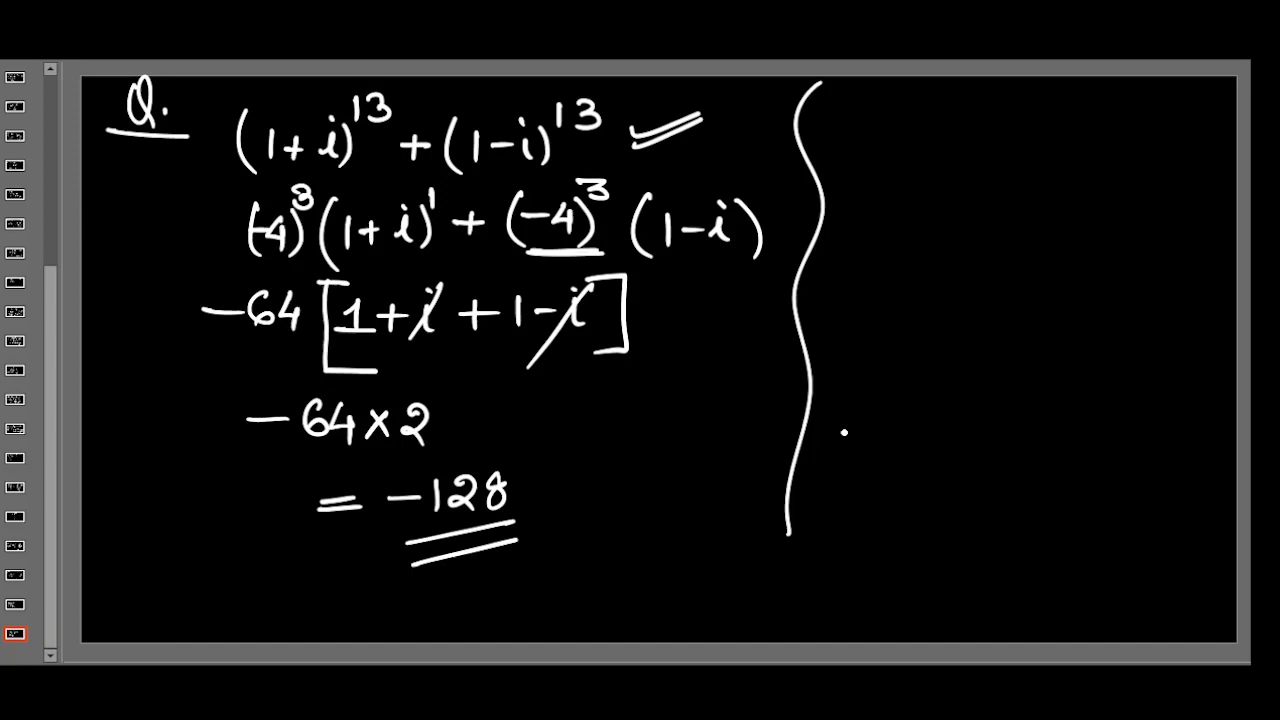 Q.
(1+i)^13 + (1-i)^13
(-4)^3 (1+i)^1 + (-4)^3 (1-i)
-64 [1+i + 1-i]
-64 × 2
= -128